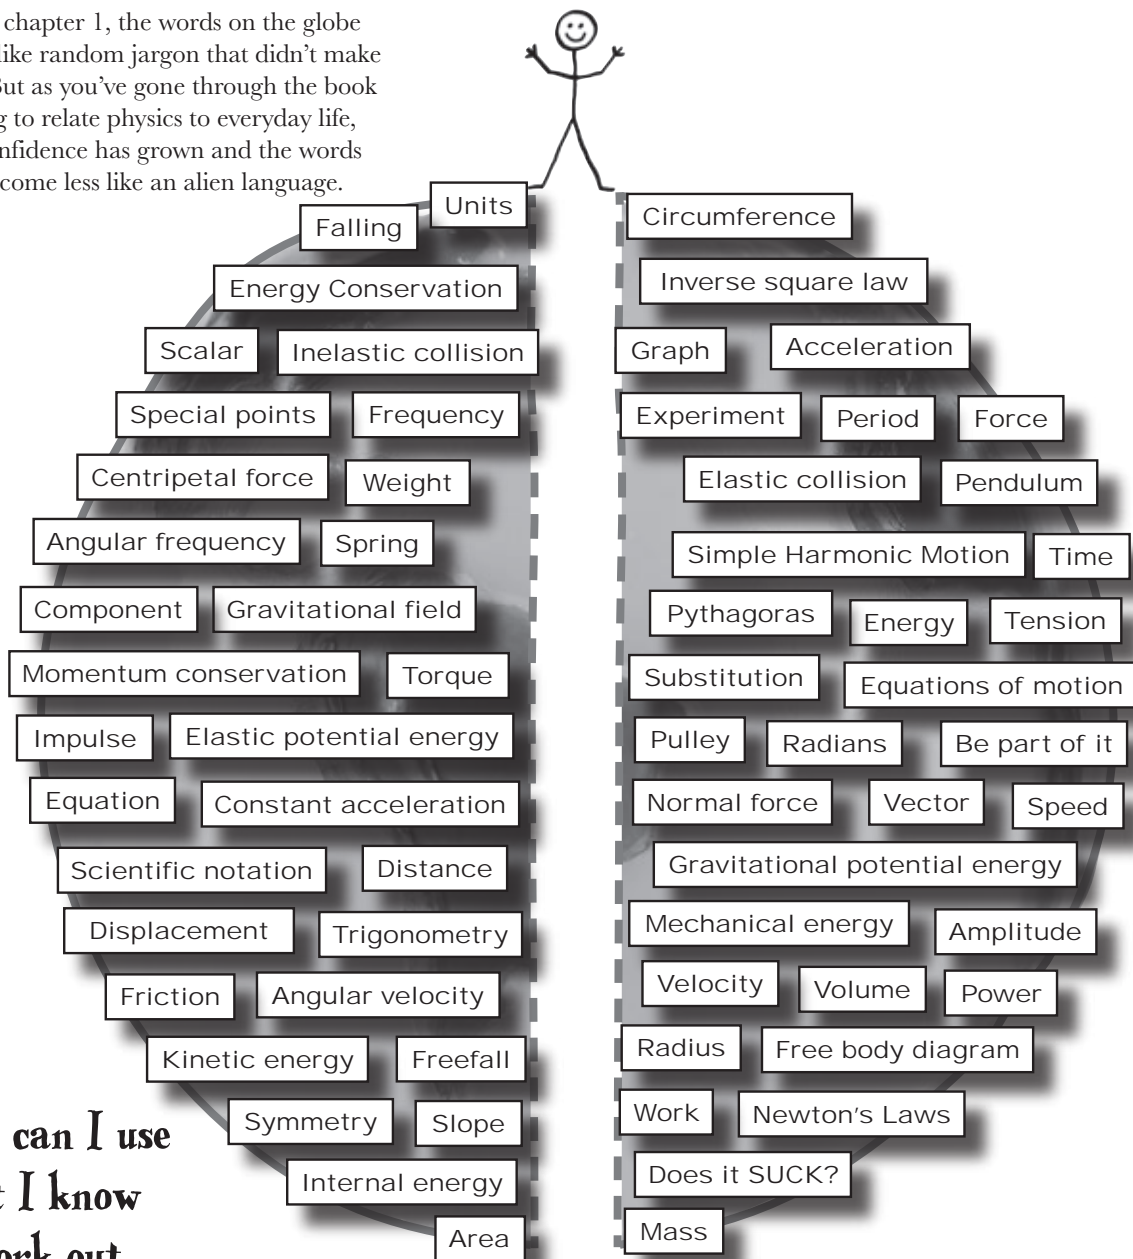 chapter 1, the words on the globe
like random jargon that didn't make
But as you've gone through the book
to relate physics to everyday life,
nfidence has grown and the words
come less like an alien language.
Units
Falling
Energy Conservation
Scalar
Inelastic collision
Special points
Frequency
Centripetal force
Weight
Angular frequency
Spring
Component
Gravitational field
Momentum conservation
Torque
Impulse
Elastic potential energy
Equation
Constant acceleration
Scientific notation
Distance
Displacement
Trigonometry
Friction
Angular velocity
Kinetic energy
Freefall
Symmetry
Slope
Internal energy
Area
Circumference
Inverse square law
Graph
Acceleration
Experiment
Period
Force
Elastic collision
Pendulum
Simple Harmonic Motion
Time
Pythagoras
Energy
Tension
Substitution
Equations of motion
Pulley
Radians
Be part of it
Normal force
Vector
Speed
Gravitational potential energy
Mechanical energy
Amplitude
Velocity
Volume
Power
Radius
Free body diagram
Work
Newton's Laws
Does it SUCK?
Mass
can I use
I know
out